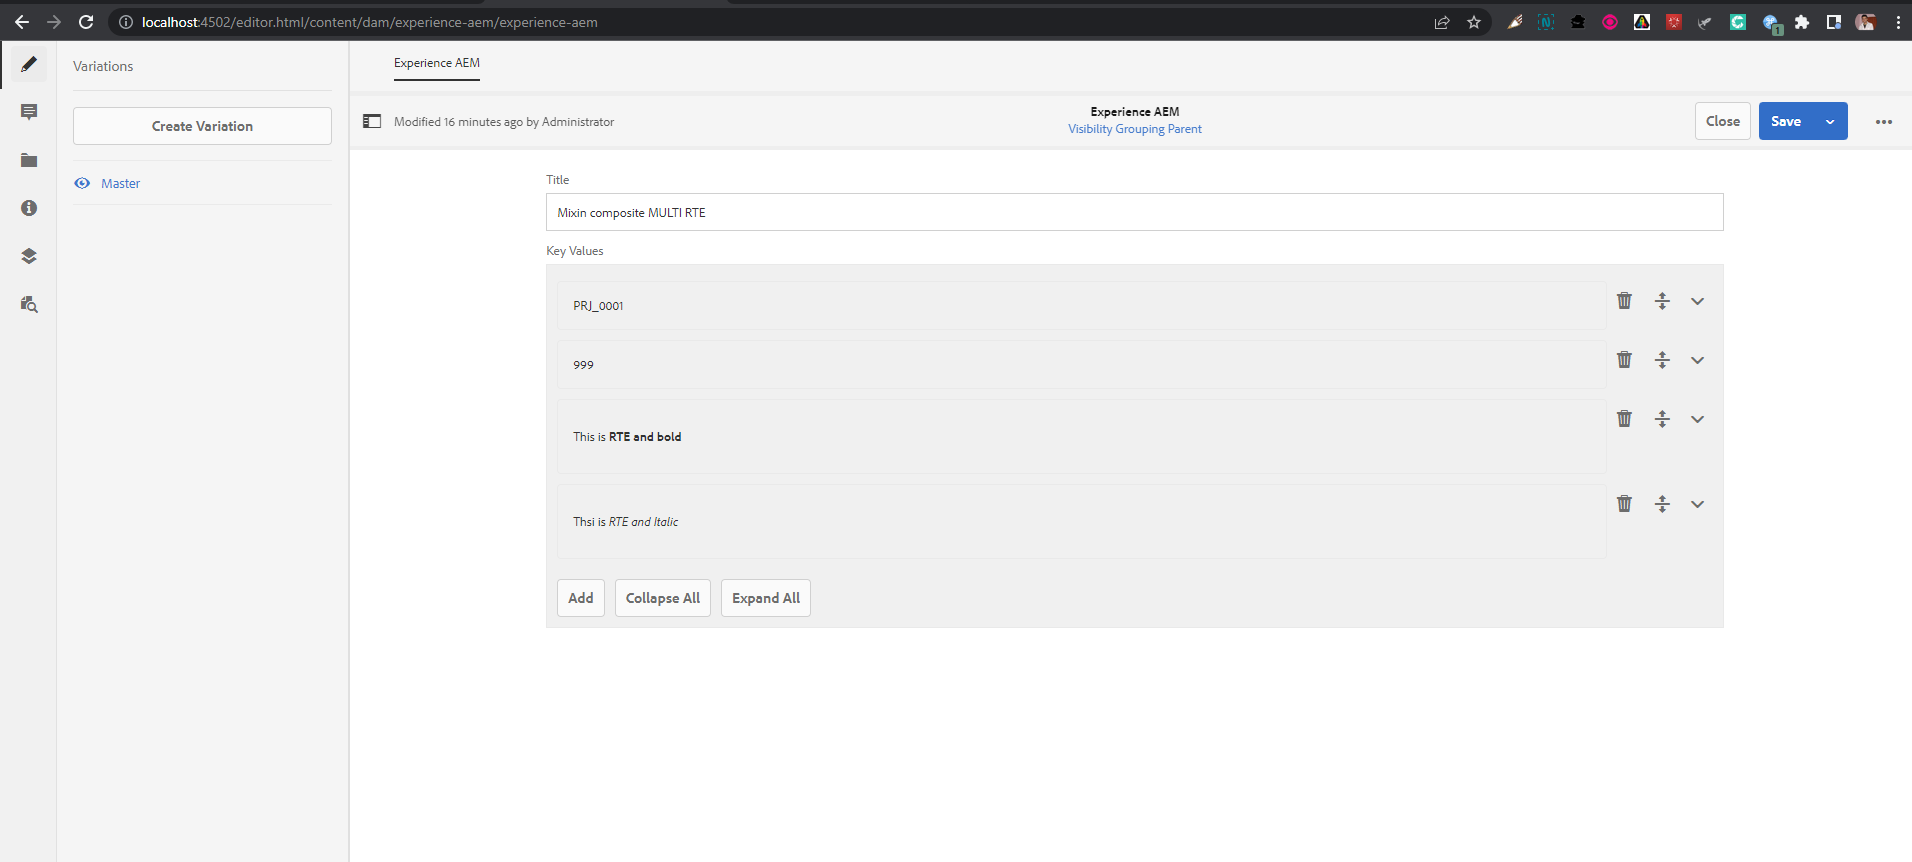 localhost:4502/editor.html/content/dam/experience-aem/experience-aem
1
Variations
Create Variation
Master
Experience AEM
Modified 16 minutes ago by Administrator
Experience AEM
Visibility Grouping Parent
Close
Save
Title
Mixin composite MULTI RTE
Key Values
PRJ_0001
999
This is RTE and bold
Thsi is RTE and Italic
Add
Collapse All
Expand All